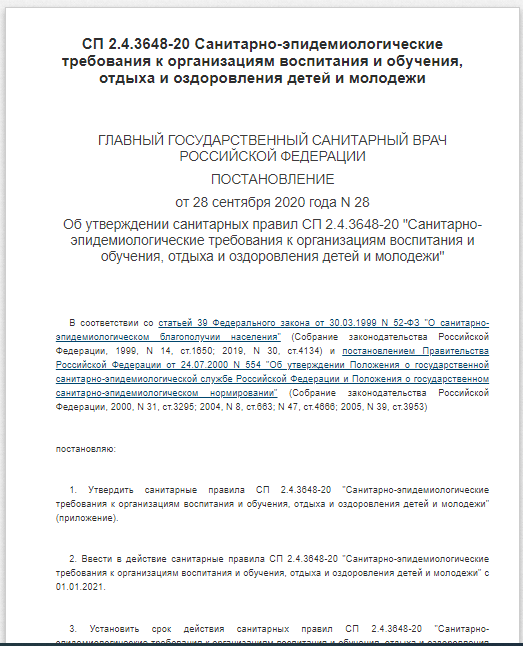 СП 2.4.3648-20 Санитарно-эпидемиологические
требования к организациям воспитания и обучения,
отдыха и оздоровления детей и молодежи
ГЛАВНЫЙ ГОСУДАРСТВЕННЫЙ САНИТАРНЫЙ ВРАЧ
РОССИЙСКОЙ ФЕДЕРАЦИИ
ПОСТАНОВЛЕНИЕ
от 28 сентября 2020 года N 28
Об утверждении санитарных правил СП 2.4.3648-20 "Санитарно-
эпидемиологические требования к организациям воспитания и
обучения, отдыха и оздоровления детей и молодежи"
В соответствии со статьей 39 Федерального закона от 30.03.1999 N 52-ФЗ "О санитарно-
эпидемиологическом благополучии населения" (Собрание законодательства Российской
Федерации, 1999, N 14, ст.1650; 2019, N 30, ст.4134) и постановлением Правительства
Российской Федерации от 24.07.2000 N 554 "Об утверждении Положения о государственной
санитарно-эпидемиологической службе Российской Федерации и Положения о государственном
санитарно-эпидемиологическом нормировании" (Собрание законодательства Российской
Федерации, 2000, N 31, ст.3295; 2004, N 8, ст.663; N 47, ст.4666; 2005, N 39, ст.3953)
постановляю:
1. Утвердить санитарные правила СП 2.4.3648-20 "Санитарно-эпидемиологические
требования к организациям воспитания и обучения, отдыха и оздоровления детей и молодежи"
(приложение).
2. Ввести в действие санитарные правила СП 2.4.3648-20 "Санитарно-эпидемиологические
требования к организациям воспитания и обучения, отдыха и оздоровления детей и молодежи" с
01.01.2021.
3. Установить срок действия санитарных правил СП 2.4.3648-20 "Санитарно-
эпидемиологические требования к организациям воспитания и обучения, отдыха и оздоровления